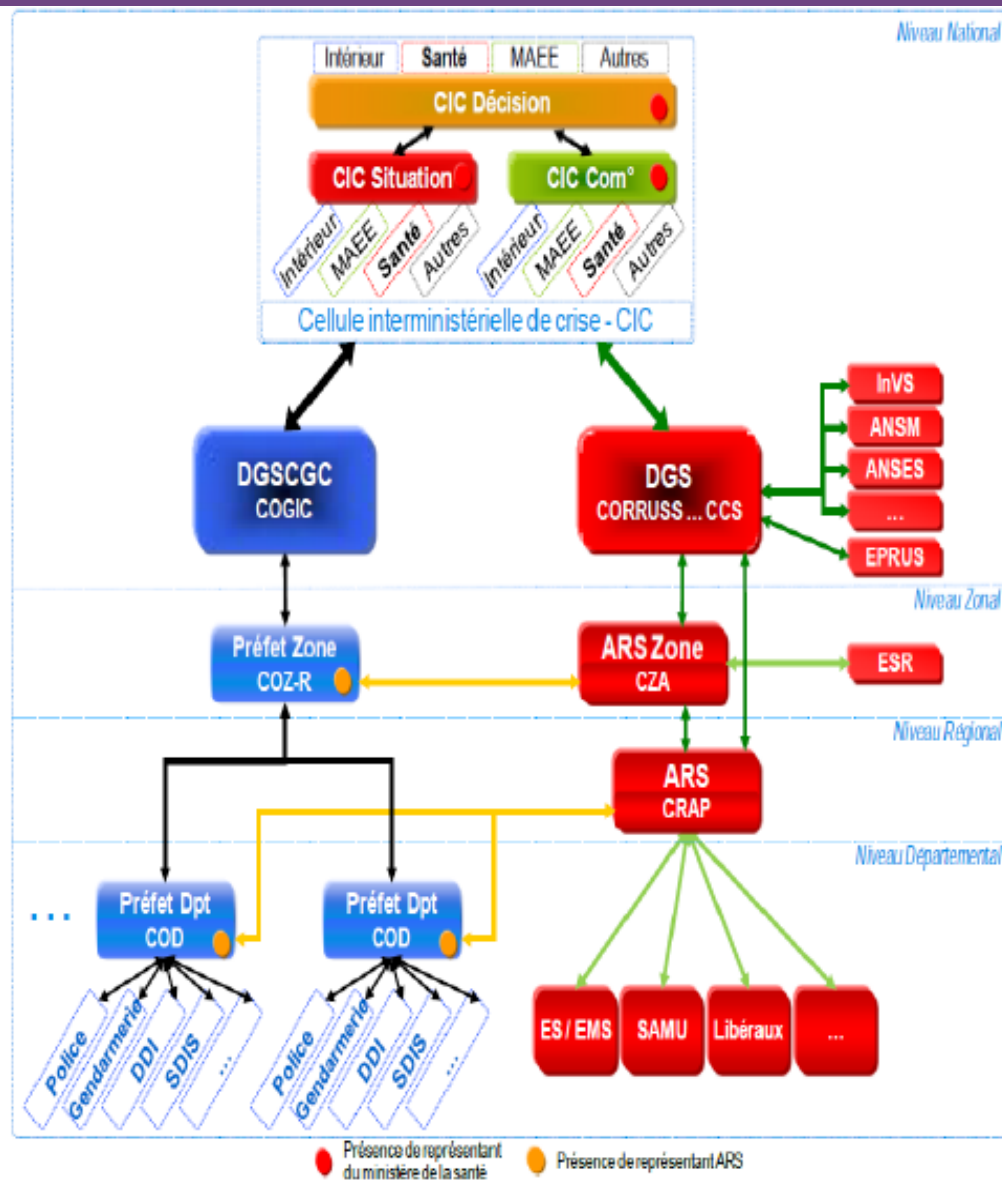 Niveau National
Intérieur Santé MAEE Autres
CIC Décision
CIC Situation
CIC Com°
Intérieur
MAEE
Santé
Autres
Intérieur
MAEE
Santé
Autres
Cellule interministérielle de crise - CIC
InVS
ANSM
ANSES
...
EPRUS
DGSCGC
COGIC
DGS
CORRUSS ... CCS
Niveau Zonal
Préfet Zone
COZ-R
ARS Zone
CZA
ESR
Niveau Régional
ARS
CRAP
Niveau Départemental
...
Préfet Dpt
COD
Préfet Dpt
COD
Police
Gendarmerie
DDI
SDIS
...
Police
Gendarmerie
DDI
SDIS
...
ES / EMS
SAMU
Libéraux
...
Présence de représentant
du ministère de la santé
Présence de représentant ARS